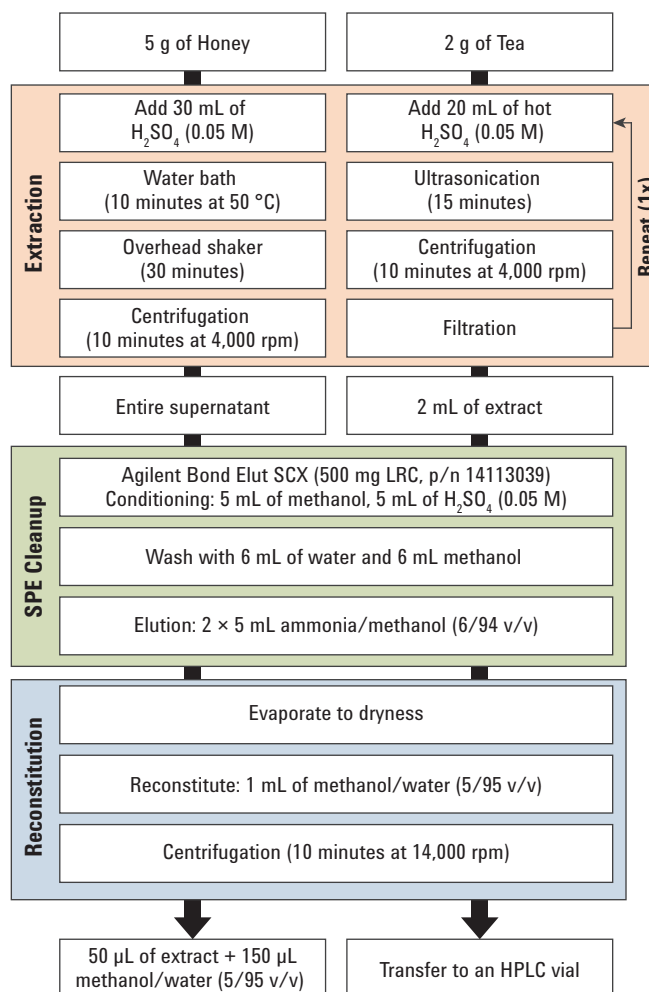 5 g of Honey
2 g of Tea
Extraction
Add 30 mL of
H₂SO₄ (0.05 M)
Add 20 mL of hot
H₂SO₄ (0.05 M)
Water bath
(10 minutes at 50 °C)
Ultrasonication
(15 minutes)
Overhead shaker
(30 minutes)
Centrifugation
(10 minutes at 4,000 rpm)
Centrifugation
(10 minutes at 4,000 rpm)
Filtration
Repeat (1x)
Entire supernatant
2 mL of extract
SPE Cleanup
Agilent Bond Elut SCX (500 mg LRC, p/n 14113039)
Conditioning: 5 mL of methanol, 5 mL of H₂SO₄ (0.05 M)
Wash with 6 mL of water and 6 mL methanol
Elution: 2 × 5 mL ammonia/methanol (6/94 v/v)
Reconstitution
Evaporate to dryness
Reconstitute: 1 mL of methanol/water (5/95 v/v)
Centrifugation (10 minutes at 14,000 rpm)
50 µL of extract + 150 µL
methanol/water (5/95 v/v)
Transfer to an HPLC vial